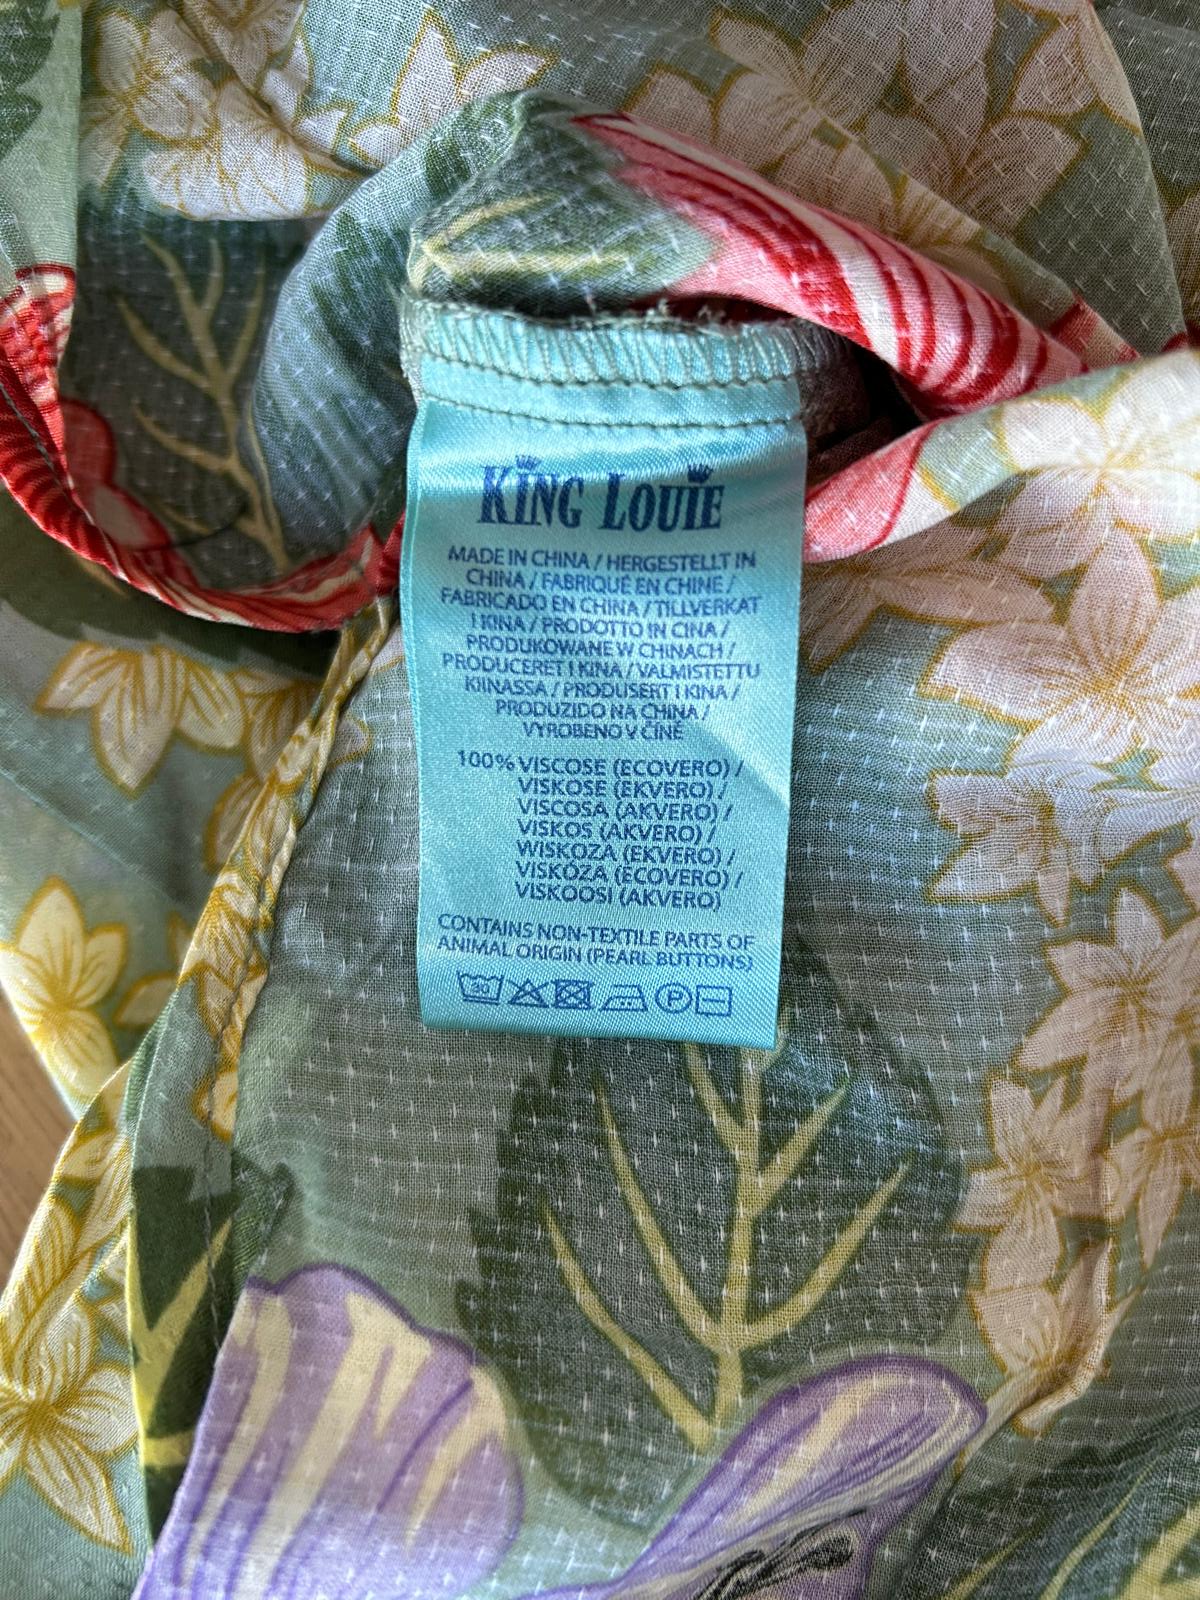 KING LOUIE
MADE IN CHINA / HERGESTELLT IN
CHINA / FABRIQUÉ EN CHINE /
FABRICADO EN CHINA / TILLVERKAT
I KINA / PRODOTTO IN CINA /
PRODUKOWANE W CHINACH /
PRODUCERET I KINA / VALMISTETTU
KIINASSA / PRODUSERT I KINA /
PRODUZIDO NA CHINA /
VYROBENO V ČÍNĚ
100% VISCOSE (ECOVERO) /
VISKOSE (EKVERO) /
VISCOSA (AKVERO) /
VISKOS (AKVERO) /
WISKOZA (EKVERO) /
VISKÓZA (ECOVERO) /
VISKOOSI (AKVERO)
CONTAINS NON-TEXTILE PARTS OF
ANIMAL ORIGIN (PEARL BUTTONS)
30 P